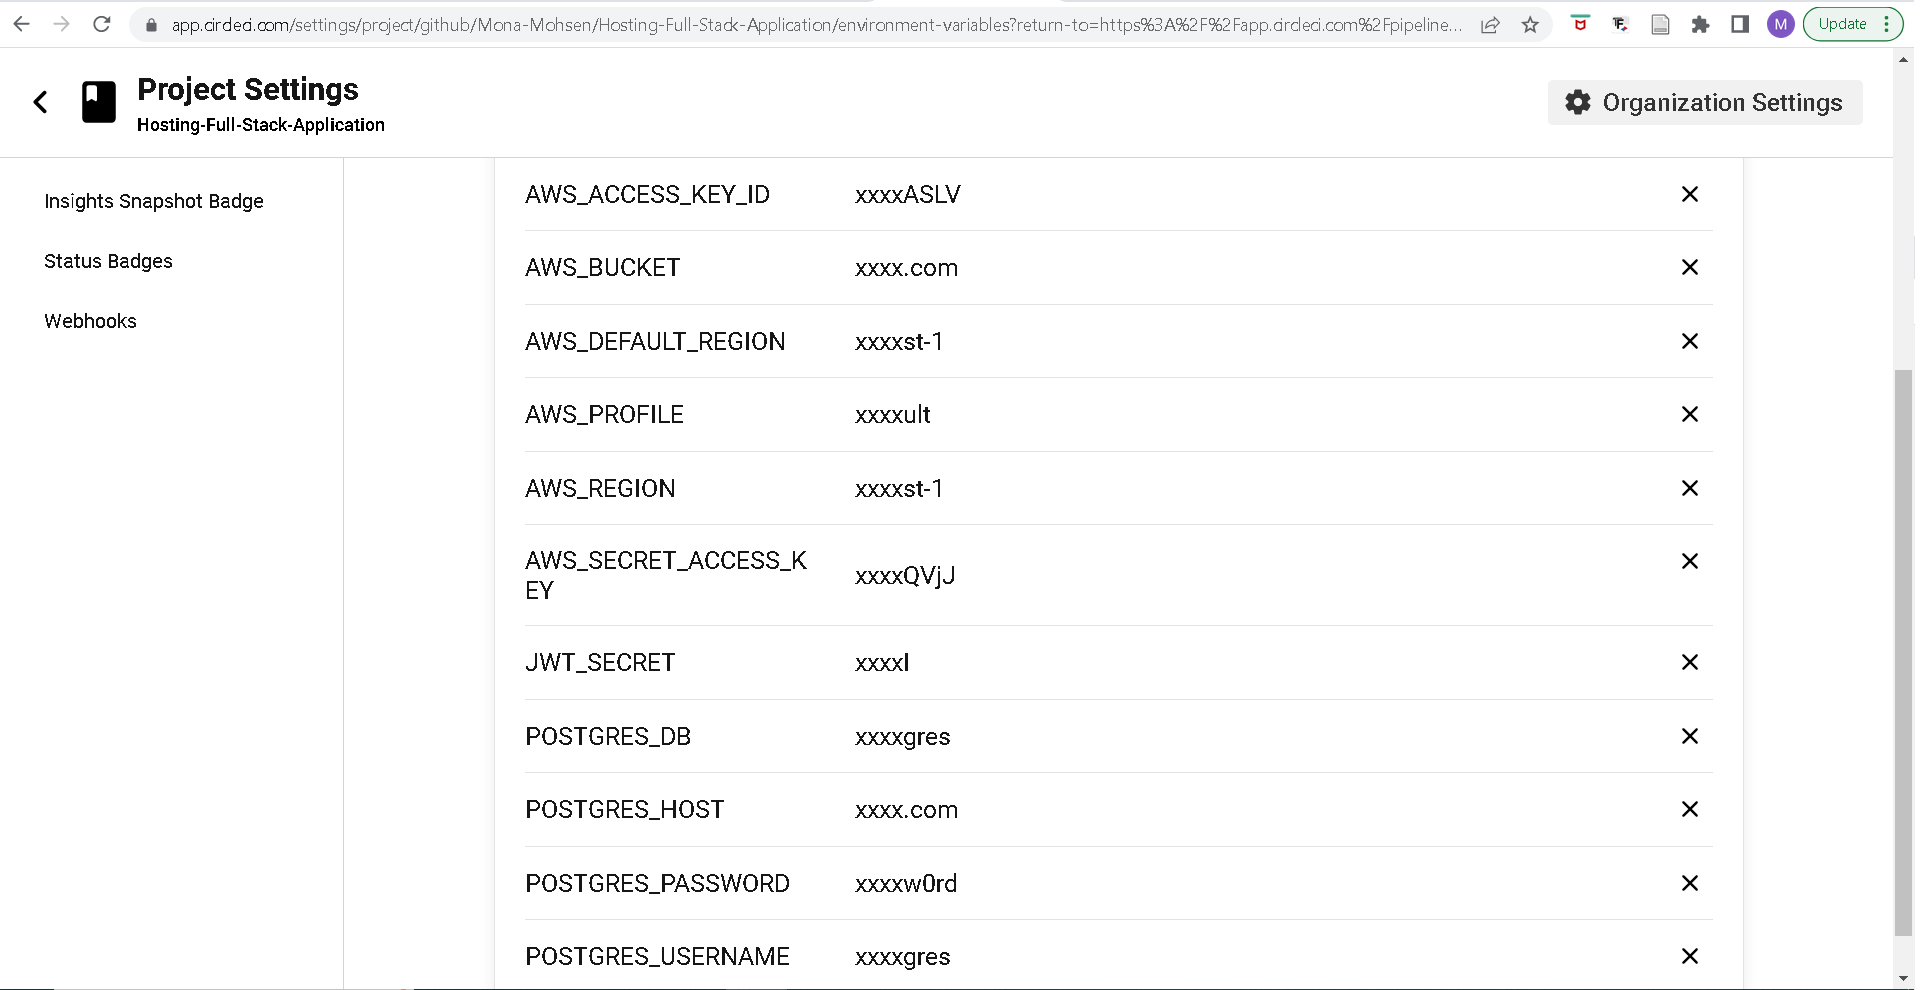 app.circleci.com/settings/project/github/Mona-Mohsen/Hosting-Full-Stack-Application/environment-variables?return-to=https%3A%2F%2Fapp.circleci.com%2Fpipeline...
M
Update
Project Settings
Hosting-Full-Stack-Application
Organization Settings
Insights Snapshot Badge
Status Badges
Webhooks
AWS_ACCESS_KEY_ID xxxxASLV
AWS_BUCKET xxxx.com
AWS_DEFAULT_REGION xxxxst-1
AWS_PROFILE xxxxult
AWS_REGION xxxxst-1
AWS_SECRET_ACCESS_K
EY xxxxQVjJ
JWT_SECRET xxxxl
POSTGRES_DB xxxxgres
POSTGRES_HOST xxxx.com
POSTGRES_PASSWORD xxxxw0rd
POSTGRES_USERNAME xxxxgres